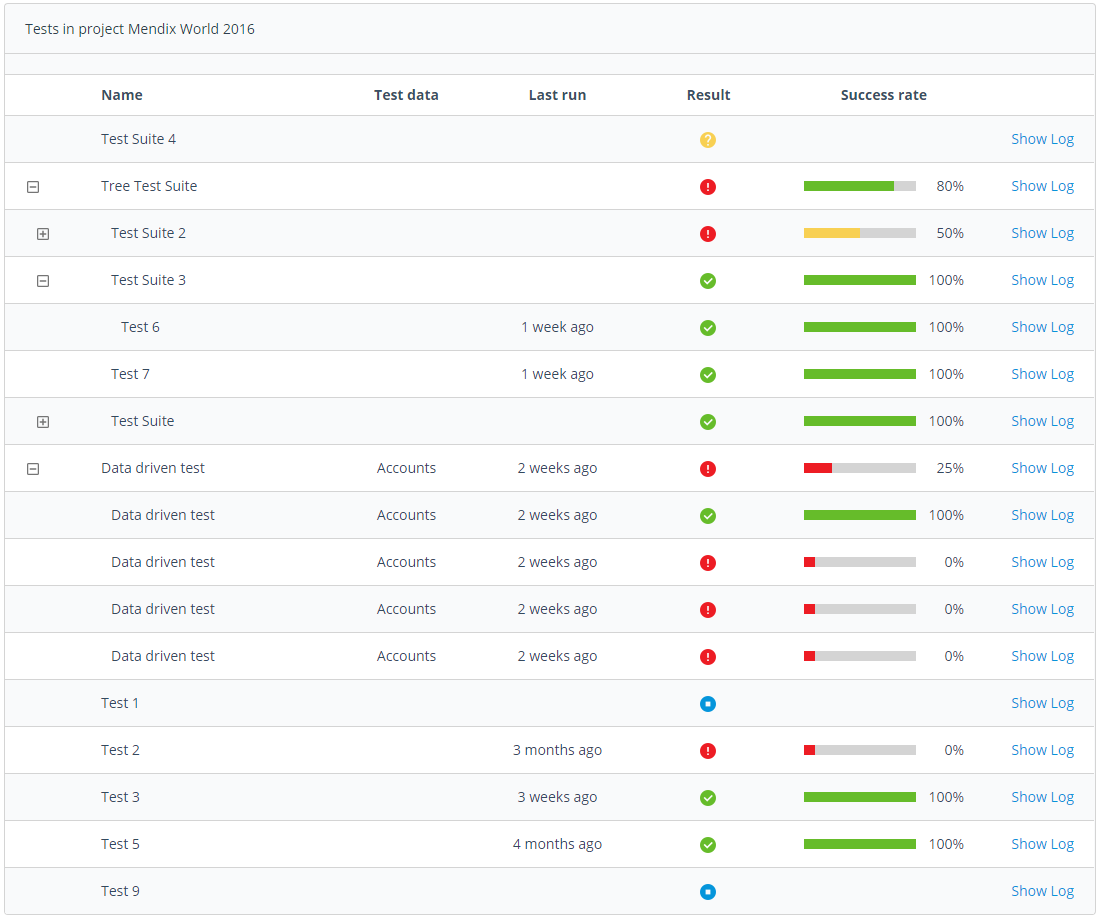 Tests in project Mendix World 2016
Name Test data Last run Result Success rate
Test Suite 4 Show Log
Tree Test Suite 80% Show Log
Test Suite 2 50% Show Log
Test Suite 3 100% Show Log
Test 6 1 week ago 100% Show Log
Test 7 1 week ago 100% Show Log
Test Suite 100% Show Log
Data driven test Accounts 2 weeks ago 25% Show Log
Data driven test Accounts 2 weeks ago 100% Show Log
Data driven test Accounts 2 weeks ago 0% Show Log
Data driven test Accounts 2 weeks ago 0% Show Log
Data driven test Accounts 2 weeks ago 0% Show Log
Test 1 Show Log
Test 2 3 months ago 0% Show Log
Test 3 3 weeks ago 100% Show Log
Test 5 4 months ago 100% Show Log
Test 9 Show Log